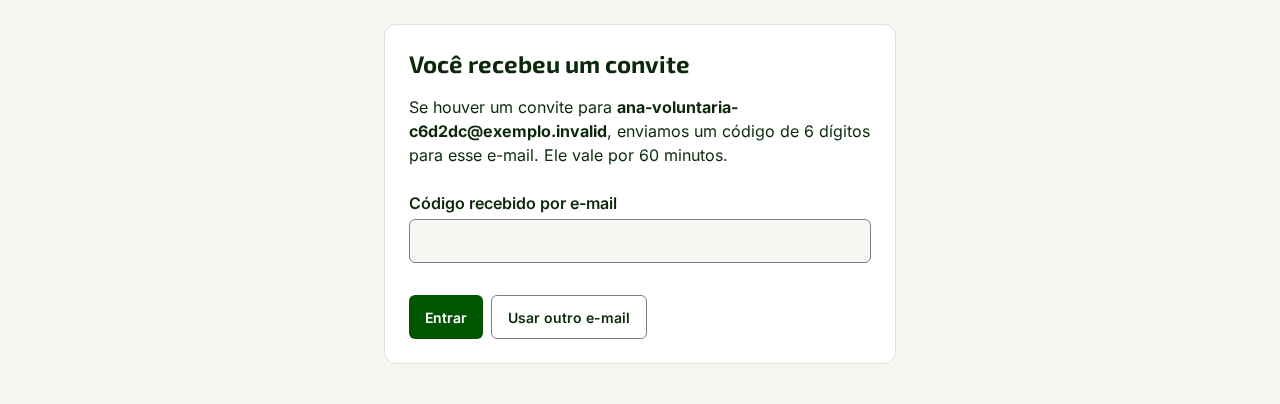 Você recebeu um convite
Se houver um convite para ana-voluntaria-
c6d2dc@exemplo.invalid, enviamos um código de 6 dígitos
para esse e-mail. Ele vale por 60 minutos.
Código recebido por e-mail
Entrar
Usar outro e-mail